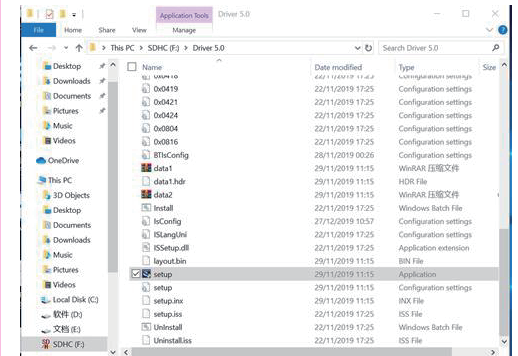 Application Tools
Driver 5.0
File
Home
Share
View
Manage
This PC
SDHC (F:)
Driver 5.0
Search Driver 5.0
Name
Date modified
Type
Size
Desktop
Downloads
Documents
Pictures
Music
Videos
OneDrive
This PC
3D Objects
Desktop
Documents
Downloads
Music
Pictures
Videos
Local Disk (C:)
软件 (D:)
文档 (E:)
SDHC (F:)
0x0418 22/11/2019 17:25 Configuration settings
0x0419 22/11/2019 17:25 Configuration settings
0x0421 22/11/2019 17:25 Configuration settings
0x0424 22/11/2019 17:25 Configuration settings
0x0804 22/11/2019 17:25 Configuration settings
0x0816 22/11/2019 17:25 Configuration settings
BTIsConfig 28/11/2019 00:26 Configuration settings
data1 29/11/2019 11:15 WinRAR 压缩文件
data1.hdr 29/11/2019 11:15 HDR File
data2 29/11/2019 11:15 WinRAR 压缩文件
Install 22/11/2019 17:25 Windows Batch File
IsConfig 27/12/2019 10:57 Configuration settings
ISLangUni 22/11/2019 17:25 Configuration settings
ISSetup.dll 22/11/2019 17:25 Application extension
layout.bin 29/11/2019 11:15 BIN File
setup 29/11/2019 11:15 Application
setup 29/11/2019 11:15 Configuration settings
setup.inx 29/11/2019 11:15 INX File
setup.iss 22/11/2019 17:25 ISS File
UnInstall 22/11/2019 17:25 Windows Batch File
Uninstall.iss 22/11/2019 17:25 ISS File